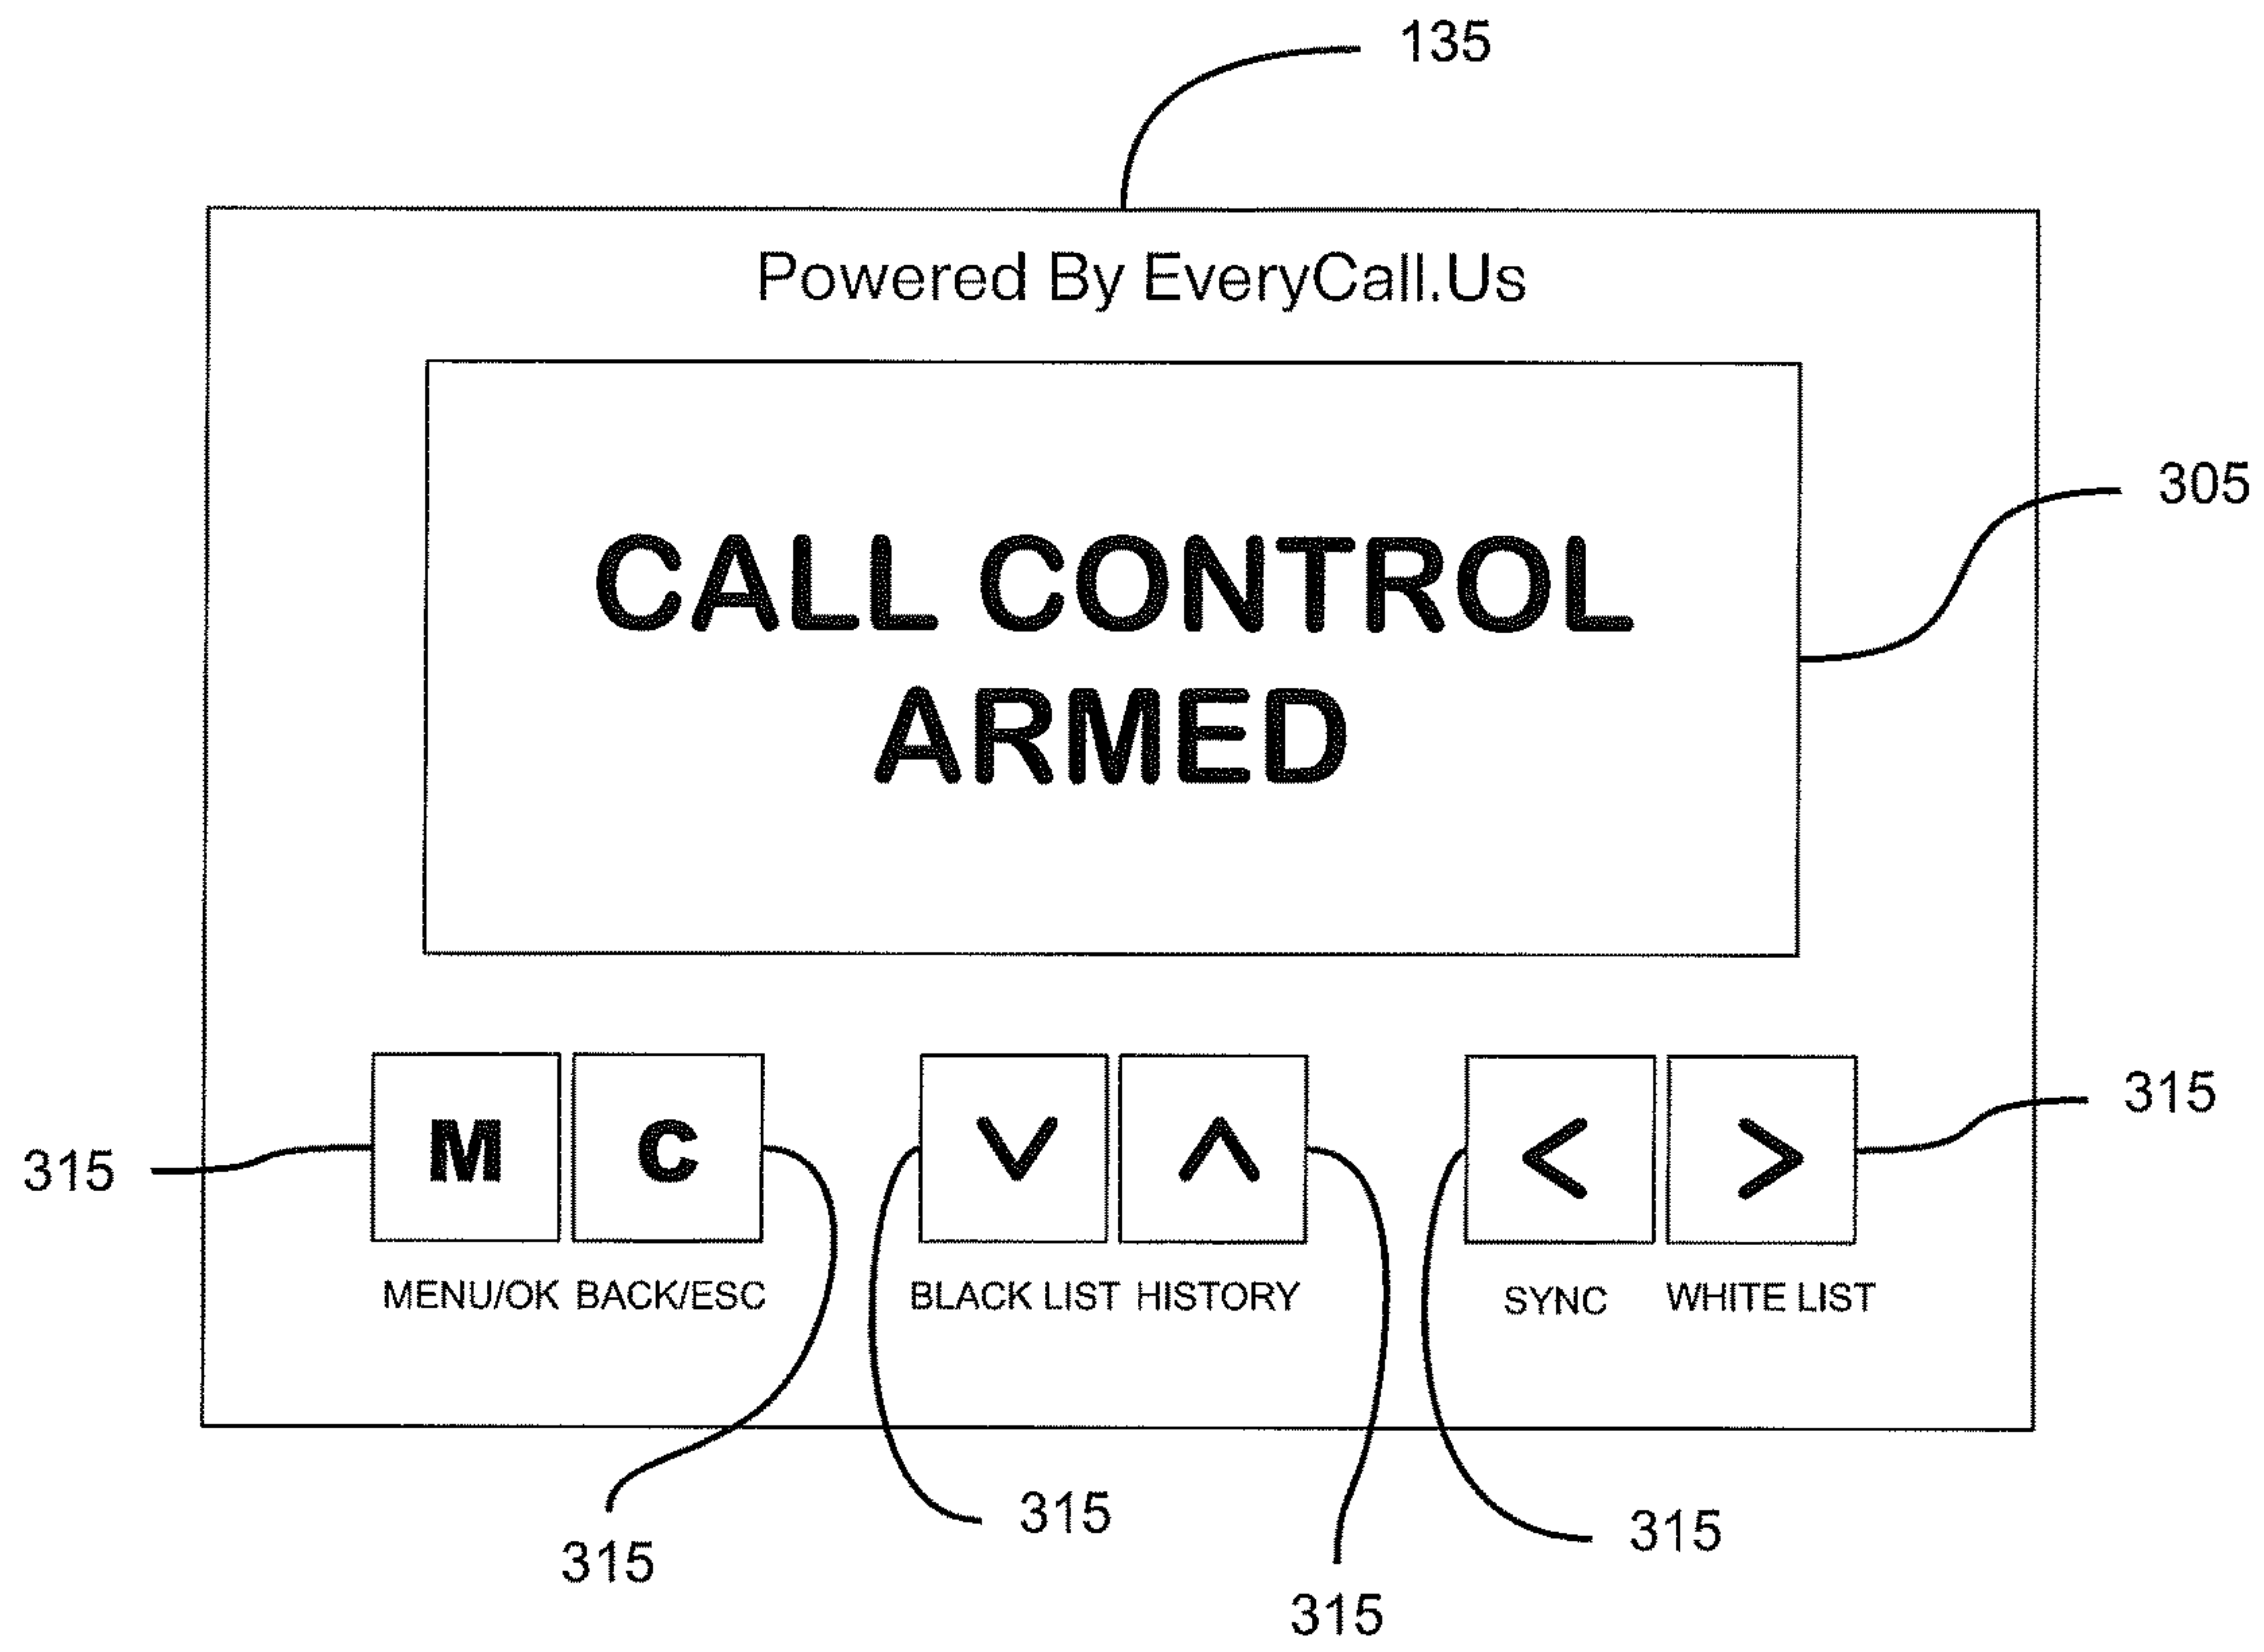 135
Powered By EveryCall.Us
305
CALL CONTROL
ARMED
M C ∨ ∧ < >
315
315
MENU/OK BACK/ESC BLACK LIST HISTORY SYNC WHITE LIST
315
315
315
315